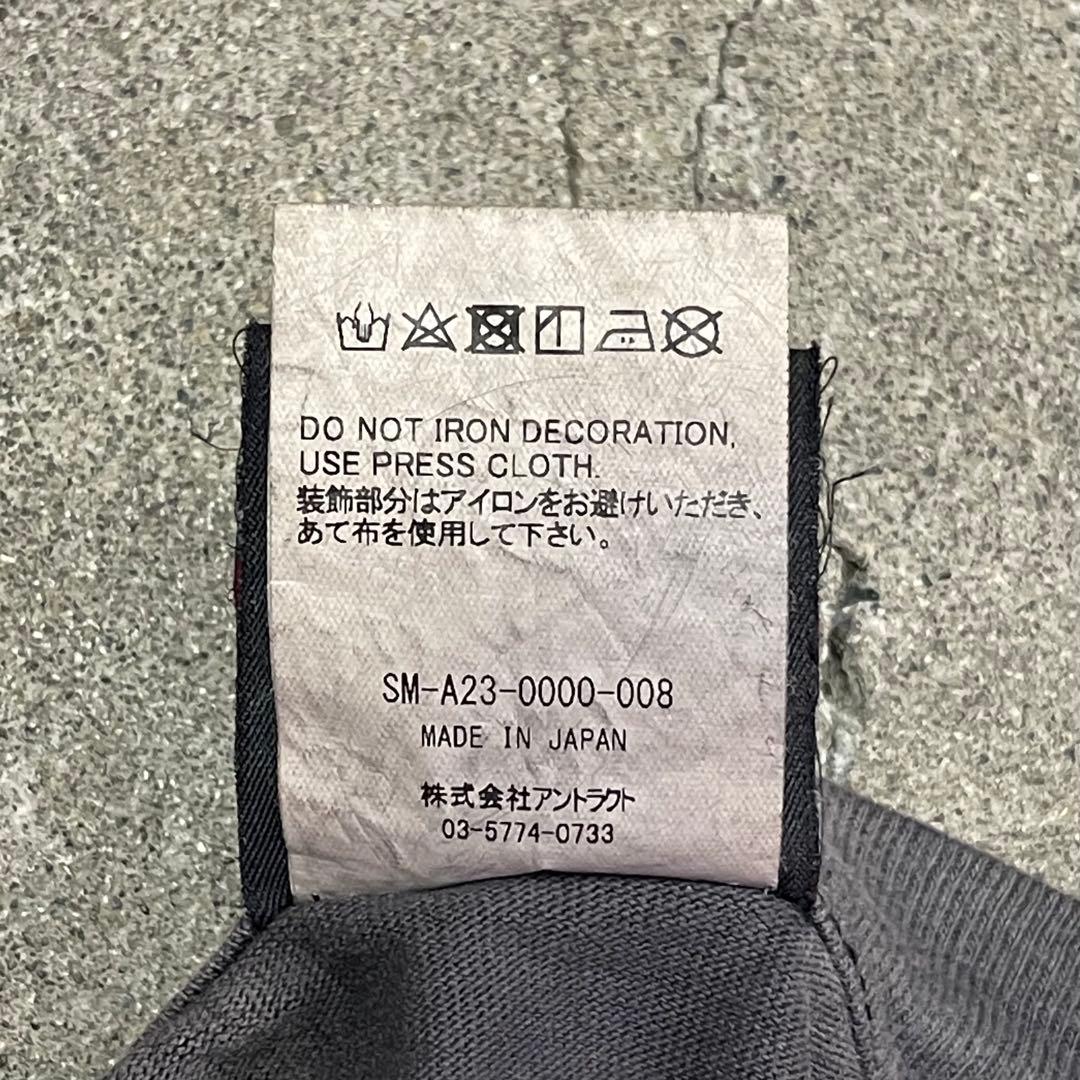 DO NOT IRON DECORATION,
USE PRESS CLOTH.
装飾部分はアイロンをお避けいただき、
あて布を使用して下さい。
SM-A23-0000-008
MADE IN JAPAN
株式会社アントラクト
03-5774-0733